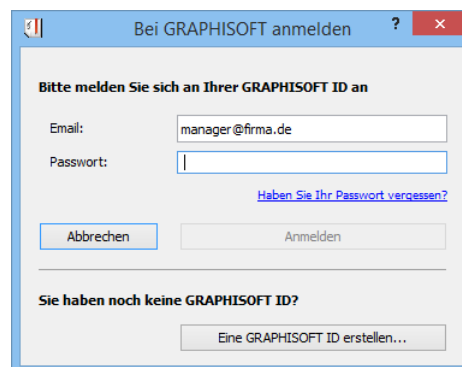 Bei GRAPHISOFT anmelden ? ×
Bitte melden Sie sich an Ihrer GRAPHISOFT ID an
Email: manager@firma.de
Passwort:
Haben Sie Ihr Passwort vergessen?
Abbrechen Anmelden
Sie haben noch keine GRAPHISOFT ID?
Eine GRAPHISOFT ID erstellen...